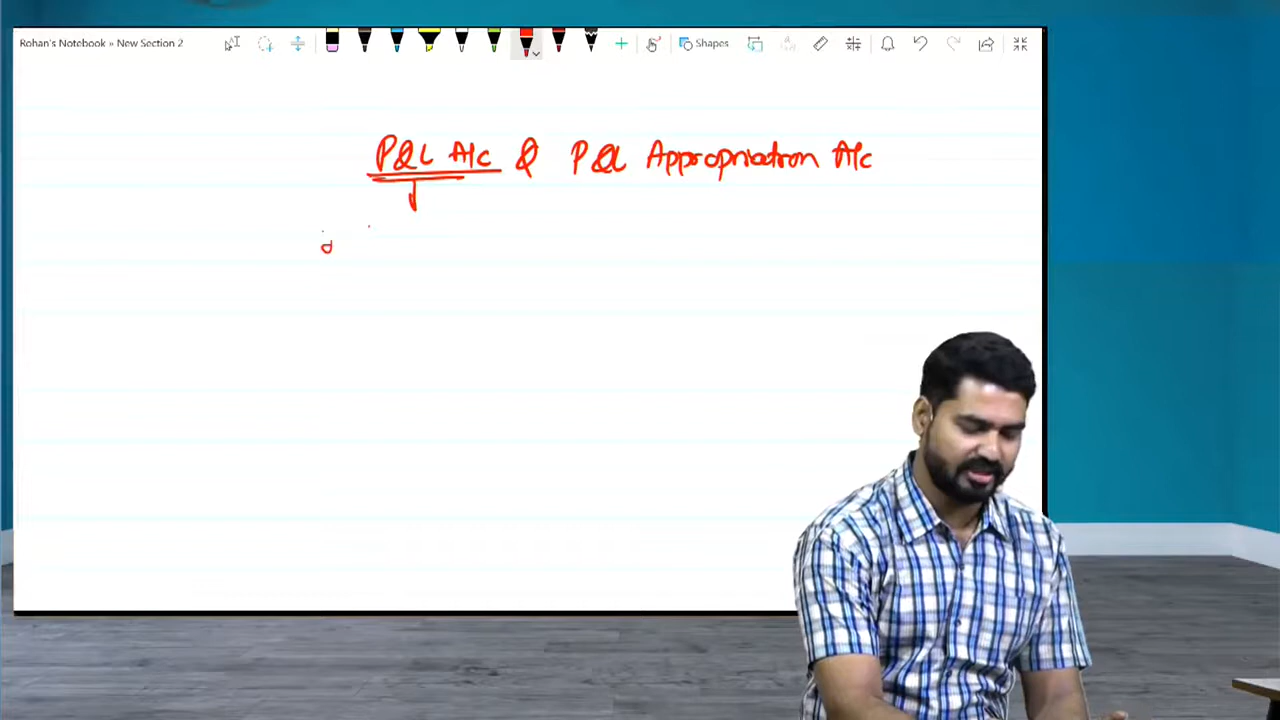 Rohan's Notebook » New Section 2
Shapes
P&L A/c & P&L Appropriation A/c